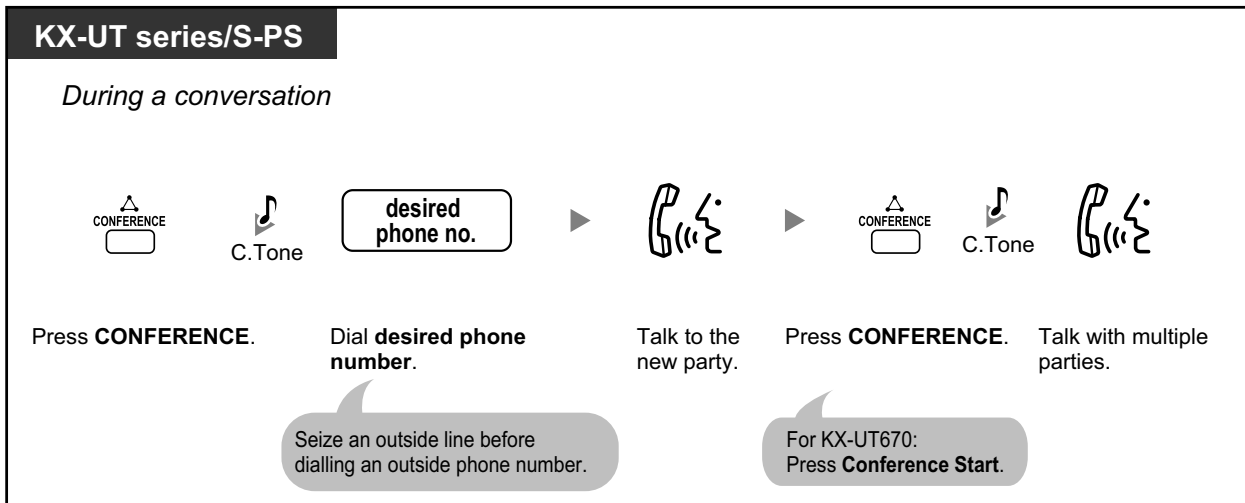 KX-UT series/S-PS
During a conversation
CONFERENCE
C.Tone
desired
phone no.
CONFERENCE
C.Tone
Press CONFERENCE.
Dial desired phone
number.
Talk to the
new party.
Press CONFERENCE.
Talk with multiple
parties.
Seize an outside line before
dialling an outside phone number.
For KX-UT670:
Press Conference Start.